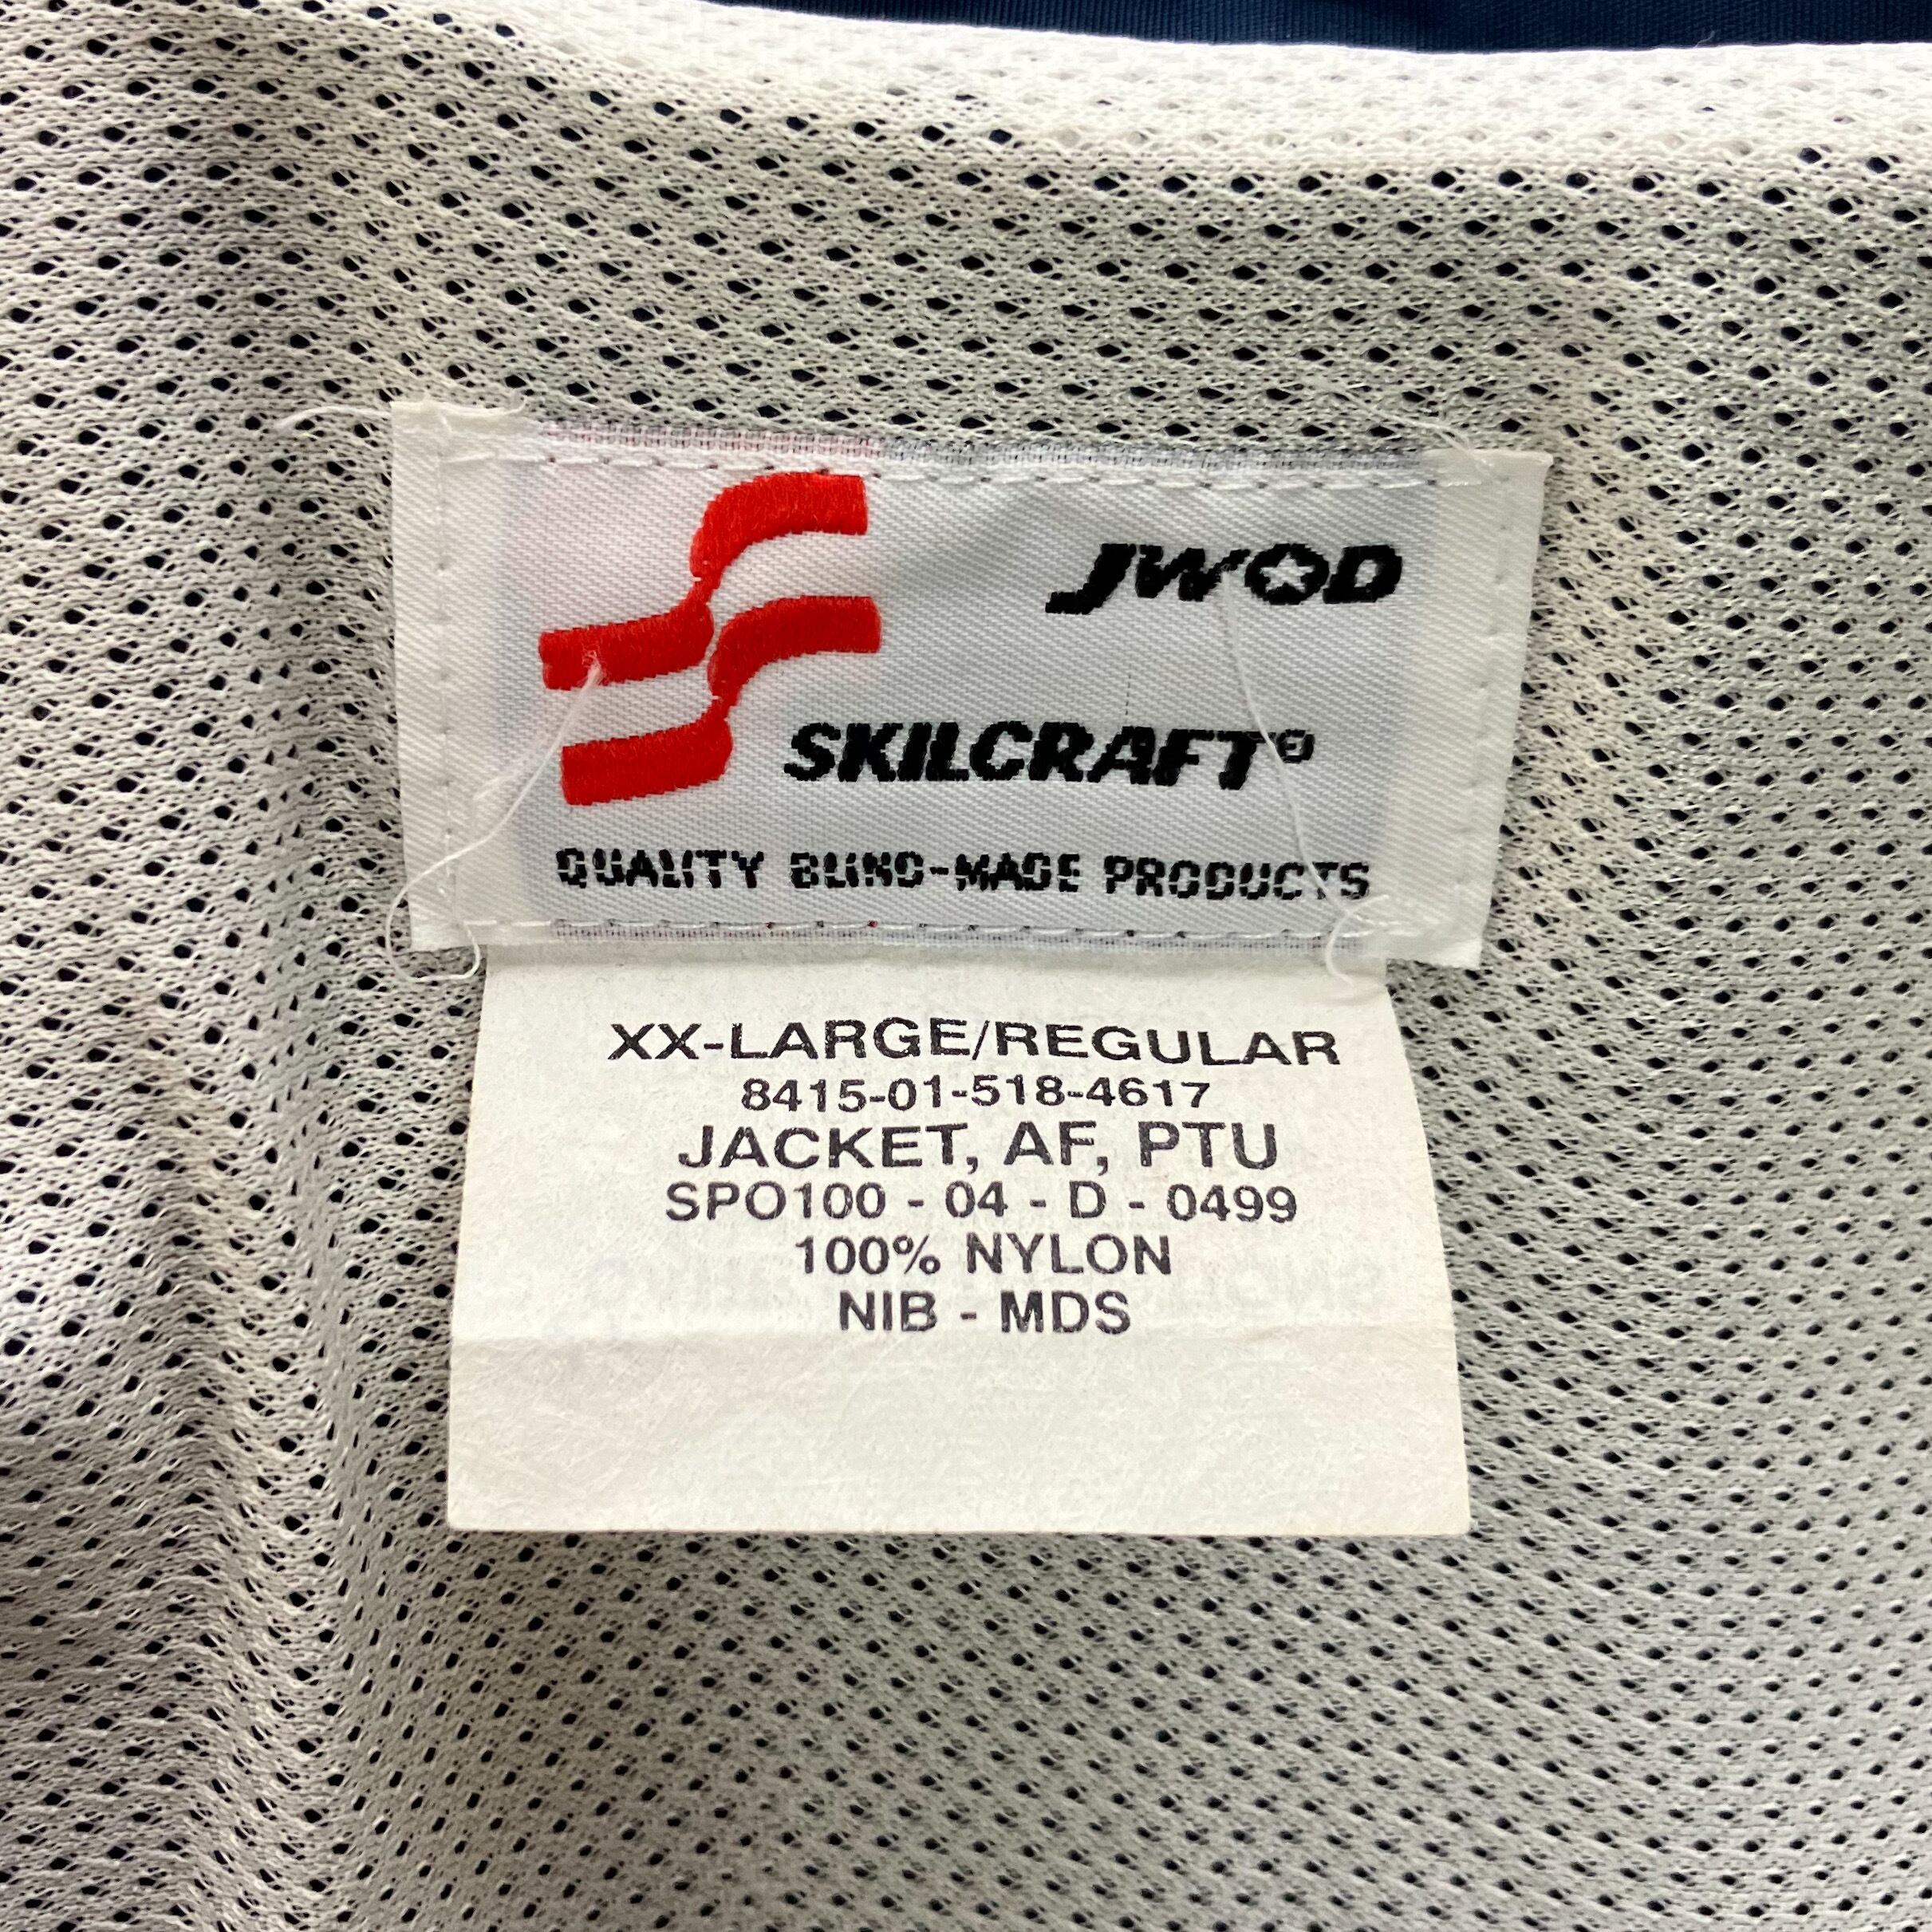 JWOD
SKILCRAFT®
QUALITY BLIND-MADE PRODUCTS
XX-LARGE/REGULAR
8415-01-518-4617
JACKET, AF, PTU
SPO100 - 04 - D - 0499
100% NYLON
NIB - MDS